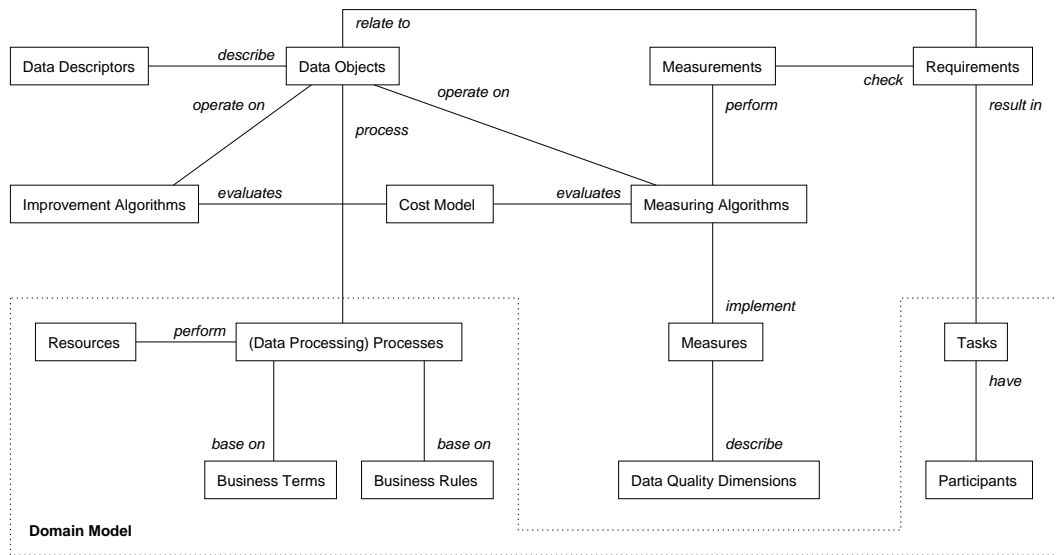 relate to
Data Descriptors
describe
Data Objects
Measurements
check
Requirements
operate on
operate on
process
perform
result in
Improvement Algorithms
evaluates
Cost Model
evaluates
Measuring Algorithms
implement
Resources
perform
(Data Processing) Processes
Measures
Tasks
have
base on
base on
describe
Business Terms
Business Rules
Data Quality Dimensions
Participants
Domain Model